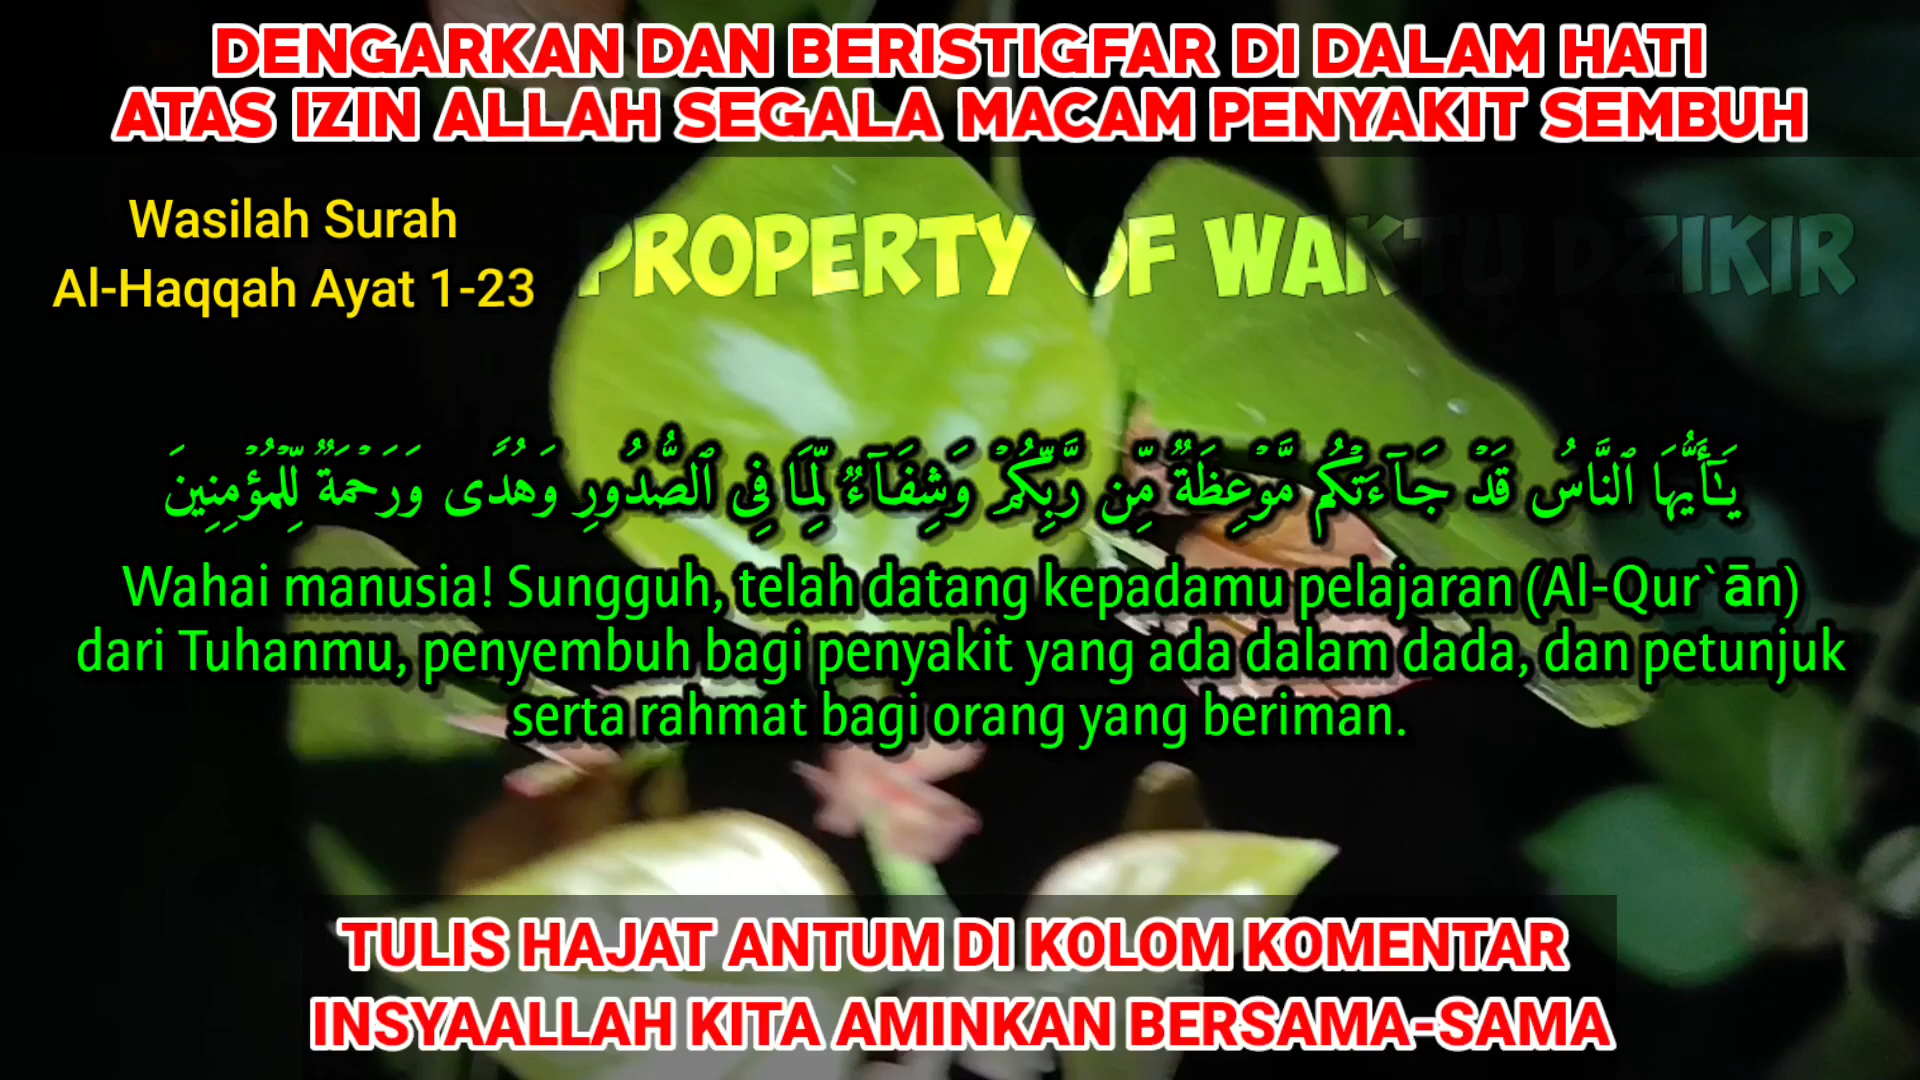 DENGARKAN DAN BERISTIGFAR DI DALAM HATI
ATAS IZIN ALLAH SEGALA MACAM PENYAKIT SEMBUH
Wasilah Surah
Al-Haqqah Ayat 1-23
PROPERTY OF WAKTU DZIKIR
يَـٰٓأَيُّهَا ٱلنَّاسُ قَدْ جَآءَتْكُم مَّوْعِظَةٌ مِّن رَّبِّكُمْ وَشِفَآءٌ لِّمَا فِى ٱلصُّدُورِ وَهُدًى وَرَحْمَةٌ لِّلْمُؤْمِنِينَ
Wahai manusia! Sungguh, telah datang kepadamu pelajaran (Al-Qur`ān)
dari Tuhanmu, penyembuh bagi penyakit yang ada dalam dada, dan petunjuk
serta rahmat bagi orang yang beriman.
TULIS HAJAT ANTUM DI KOLOM KOMENTAR
INSYAALLAH KITA AMINKAN BERSAMA-SAMA